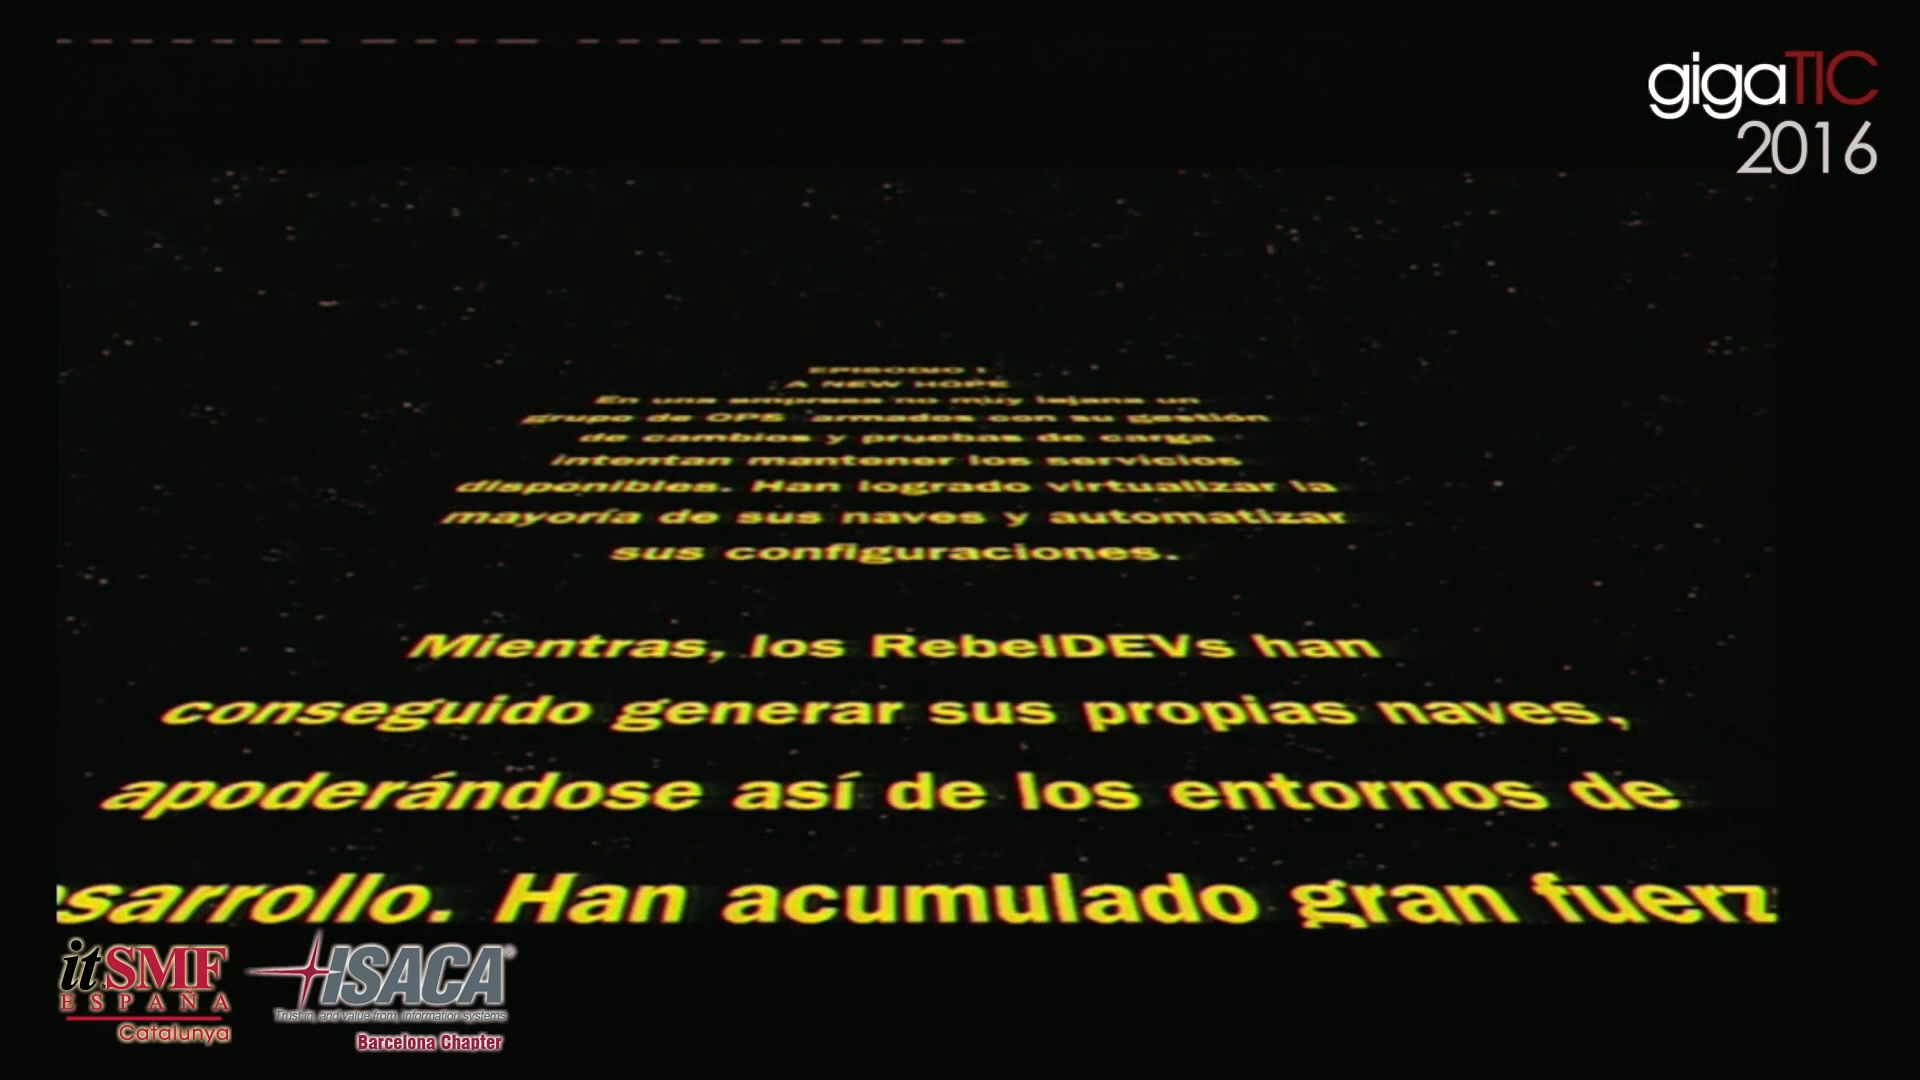 gigaTIC
2016
EPISODIO I
A NEW HOPE
En una empresa no muy lejana un
grupo de OPS armados con su gestión
de cambios y pruebas de carga
intentan mantener los servicios
disponibles. Han logrado virtualizar la
mayoría de sus naves y automatizar
sus configuraciones.
Mientras, los RebelDEVs han
conseguido generar sus propias naves,
apoderándose así de los entornos de
esarrollo. Han acumulado gran fuerz
itSMF
ESPAÑA
Catalunya
ISACA®
Trust in, and value from, information systems
Barcelona Chapter